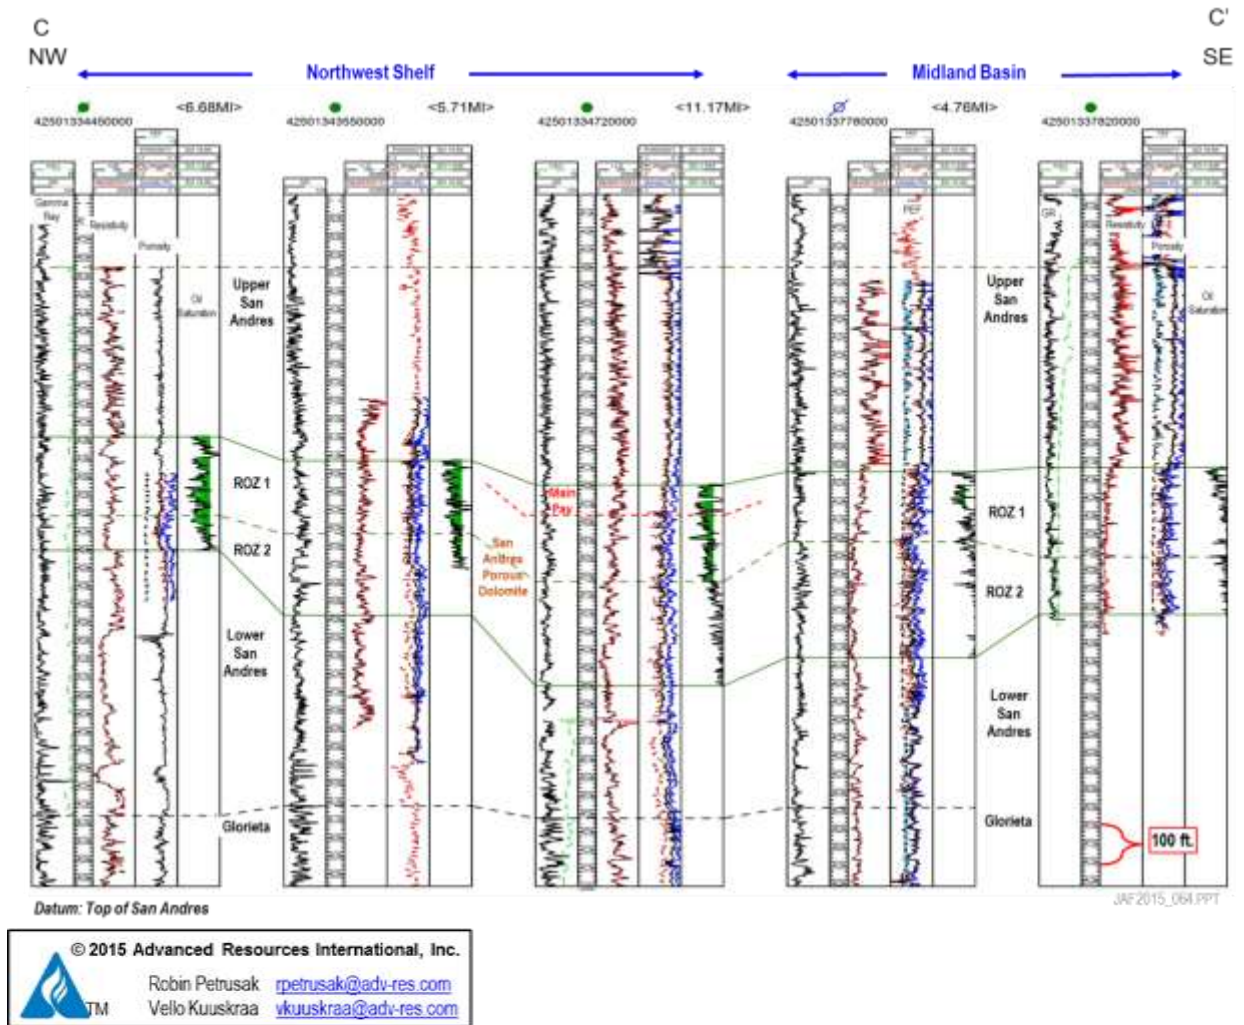 C
C'
NW
SE
Northwest Shelf
Midland Basin
<6.68MI>
<5.71MI>
<11.17MI>
<4.76MI>
42501334450000
42501334720000
42501337780000
42501337820000
Gamma
Ray
Resistivity
Porosity
Oil
Saturation
PEF
GR
Resistivity
Porosity
Oil
Saturation
Upper
San
Andres
Upper
San
Andres
ROZ 1
Main
Pay
ROZ 1
ROZ 2
San
Andres
Porous
Dolomite
ROZ 2
Lower
San
Andres
Lower
San
Andres
Glorieta
Glorieta
100 ft.
Datum: Top of San Andres
JAF2015_064.PPT
© 2015 Advanced Resources International, Inc.
Robin Petrusak rpetrusak@adv-res.com
TM Vello Kuuskraa vkuuskraa@adv-res.com